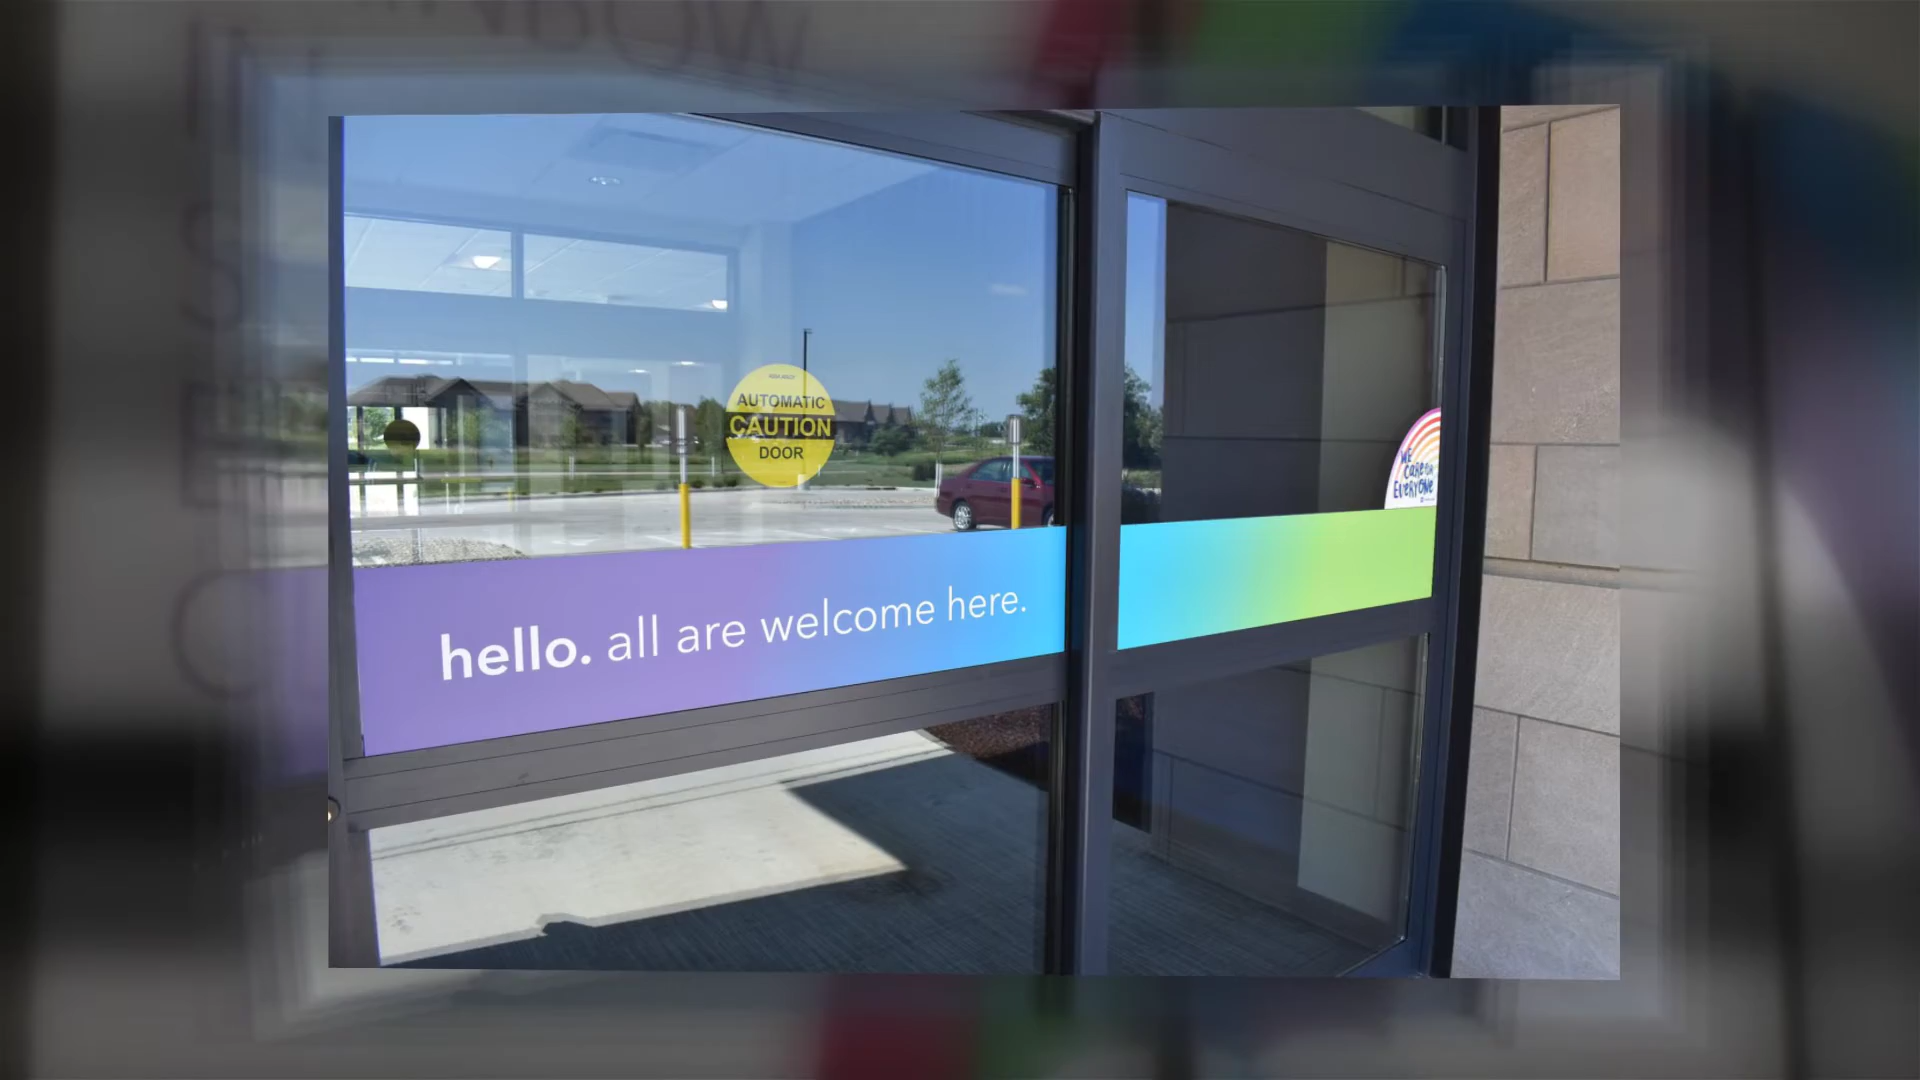 AUTOMATIC
CAUTION
DOOR
WE
CARE FOR
EVERYONE
hello. all are welcome here.